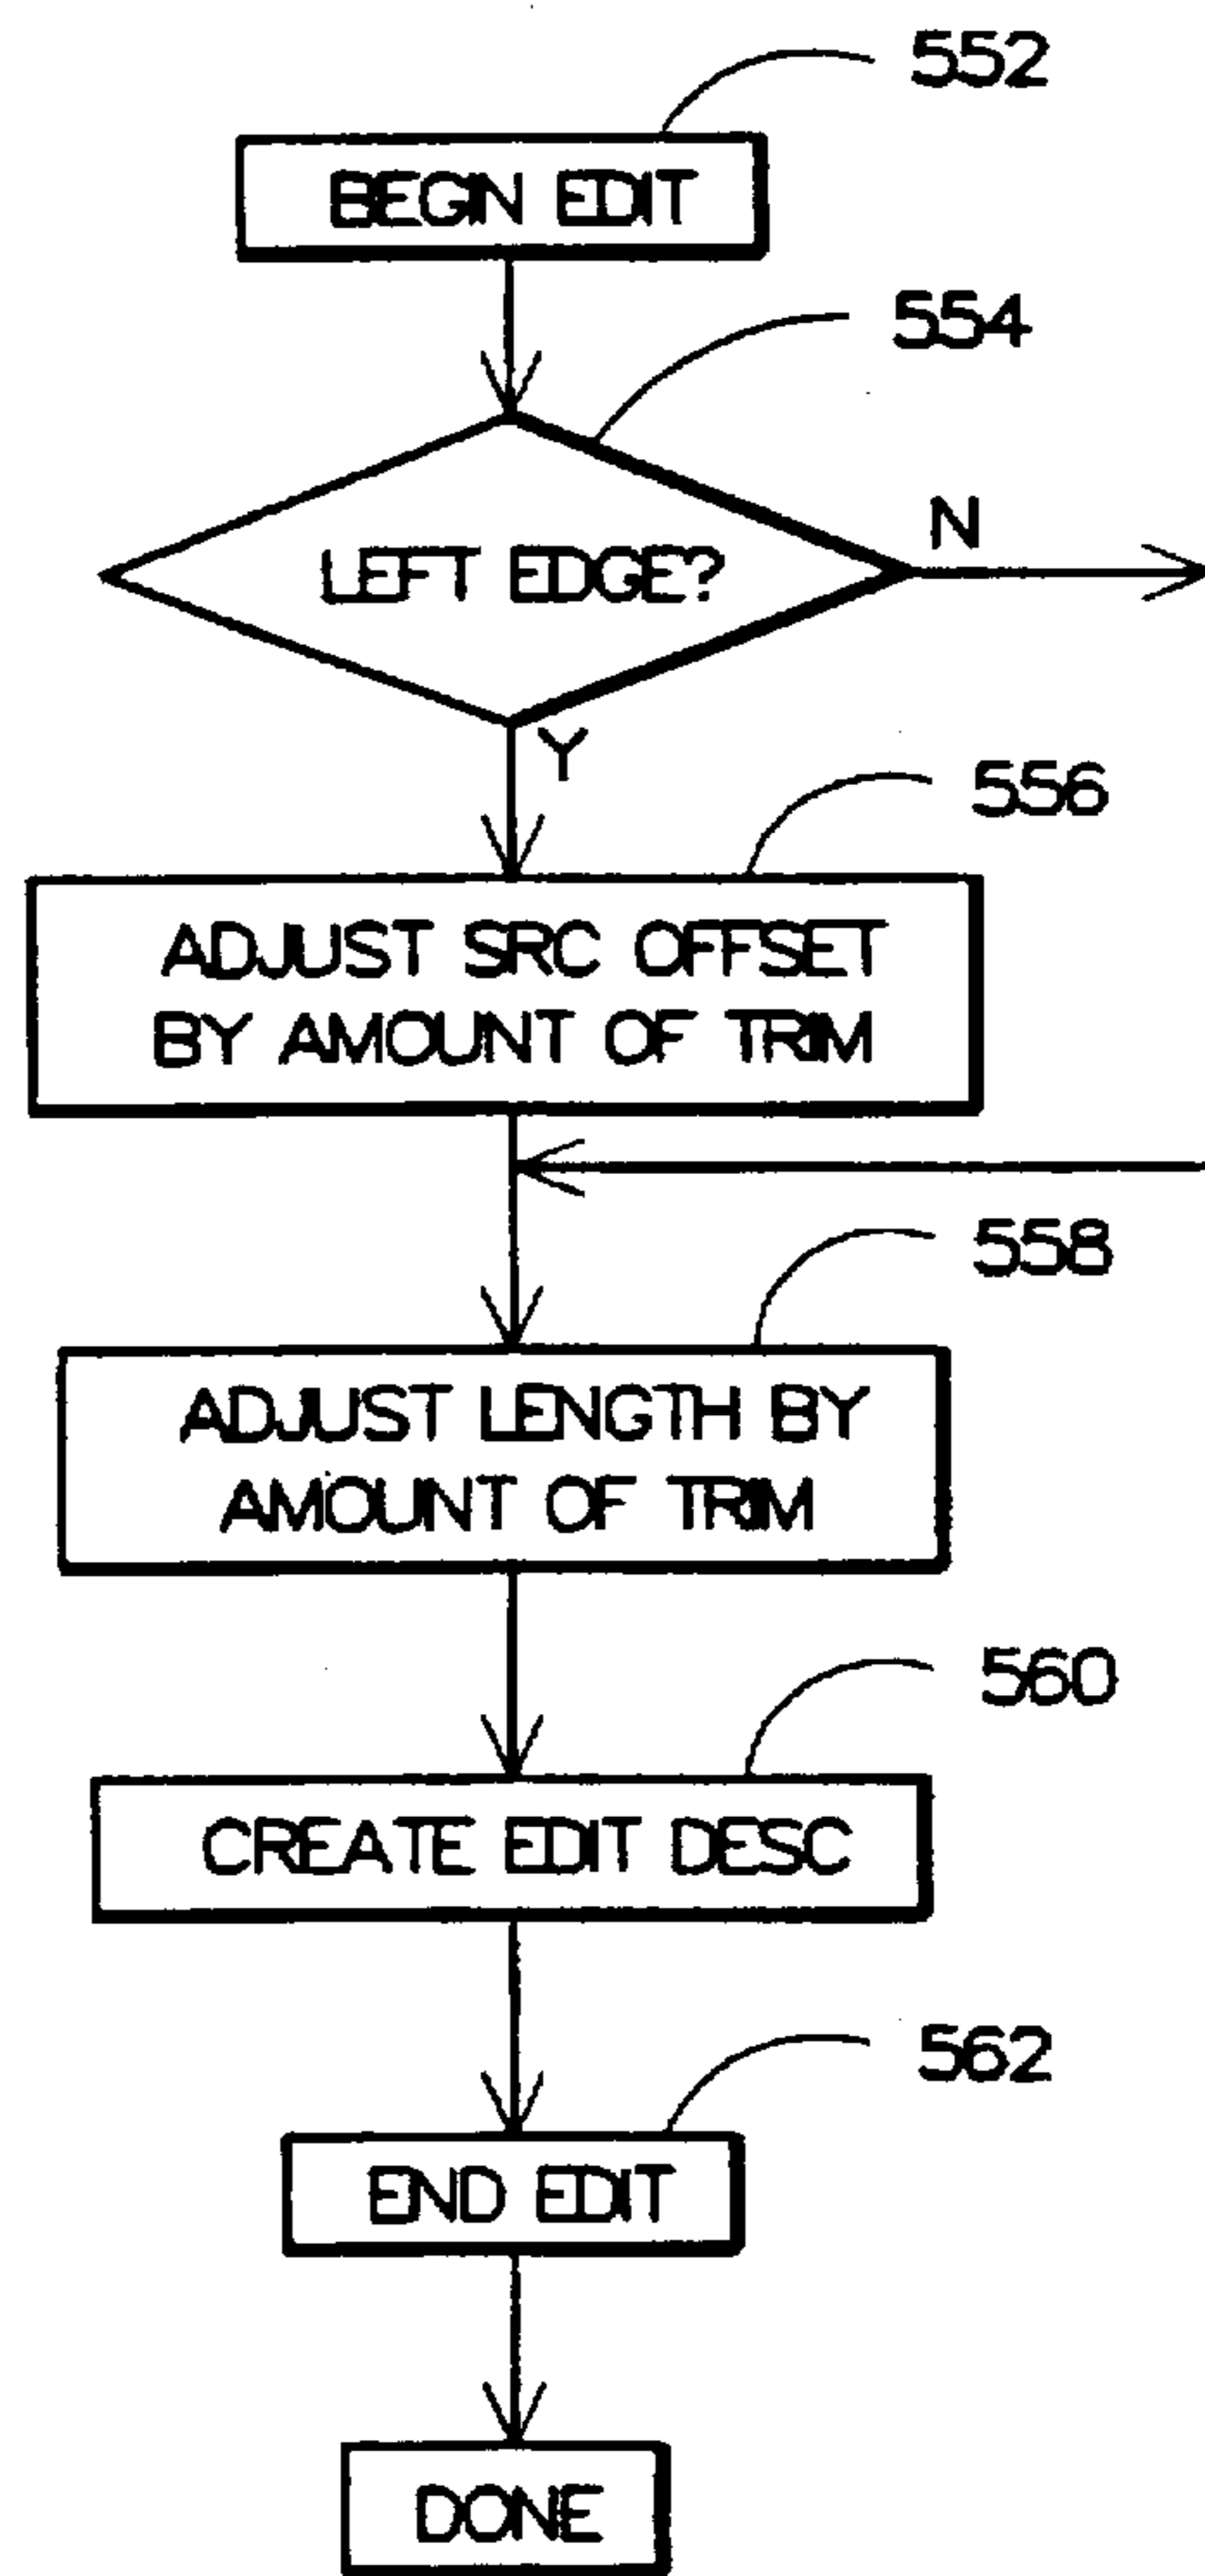 552
BEGIN EDIT
554
LEFT EDGE?
N
Y
556
ADJUST SRC OFFSET
BY AMOUNT OF TRIM
558
ADJUST LENGTH BY
AMOUNT OF TRIM
560
CREATE EDIT DESC
562
END EDIT
DONE